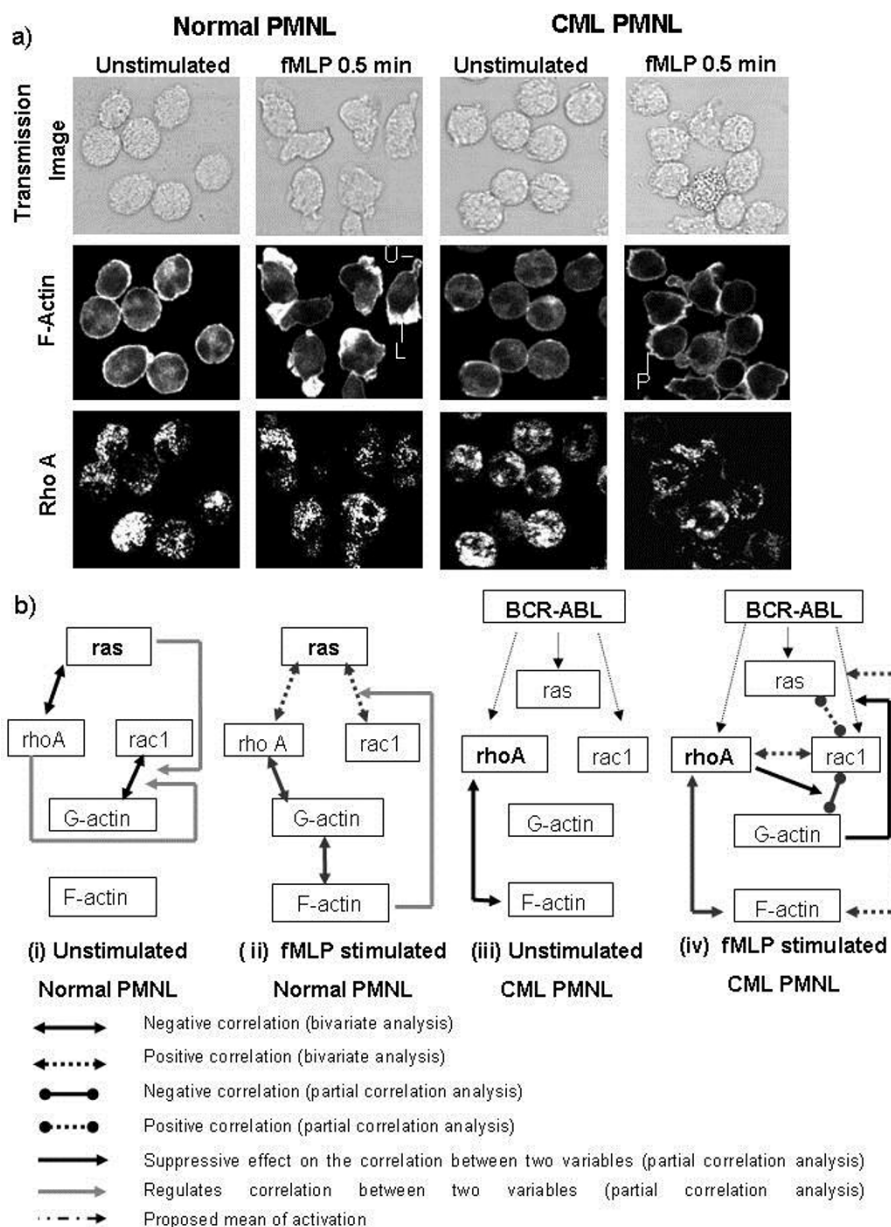 a)
Normal PMNL
CML PMNL
Unstimulated
fMLP 0.5 min
Unstimulated
fMLP 0.5 min
Transmission
Image
F-Actin
U
L
P
Rho A
b)
ras
rhoA
rac1
G-actin
F-actin
(i) Unstimulated
Normal PMNL
ras
rho A
rac1
G-actin
F-actin
( ii) fMLP stimulated
Normal PMNL
BCR-ABL
ras
rhoA
rac1
G-actin
F-actin
(iii) Unstimulated
CML PMNL
BCR-ABL
ras
rhoA
rac1
G-actin
F-actin
(iv) fMLP stimulated
CML PMNL
Negative correlation (bivariate analysis)
Positive correlation (bivariate analysis)
Negative correlation (partial correlation analysis)
Positive correlation (partial correlation analysis)
Suppressive effect on the correlation between two variables (partial correlation analysis)
Regulates correlation between two variables (partial correlation analysis)
Proposed mean of activation